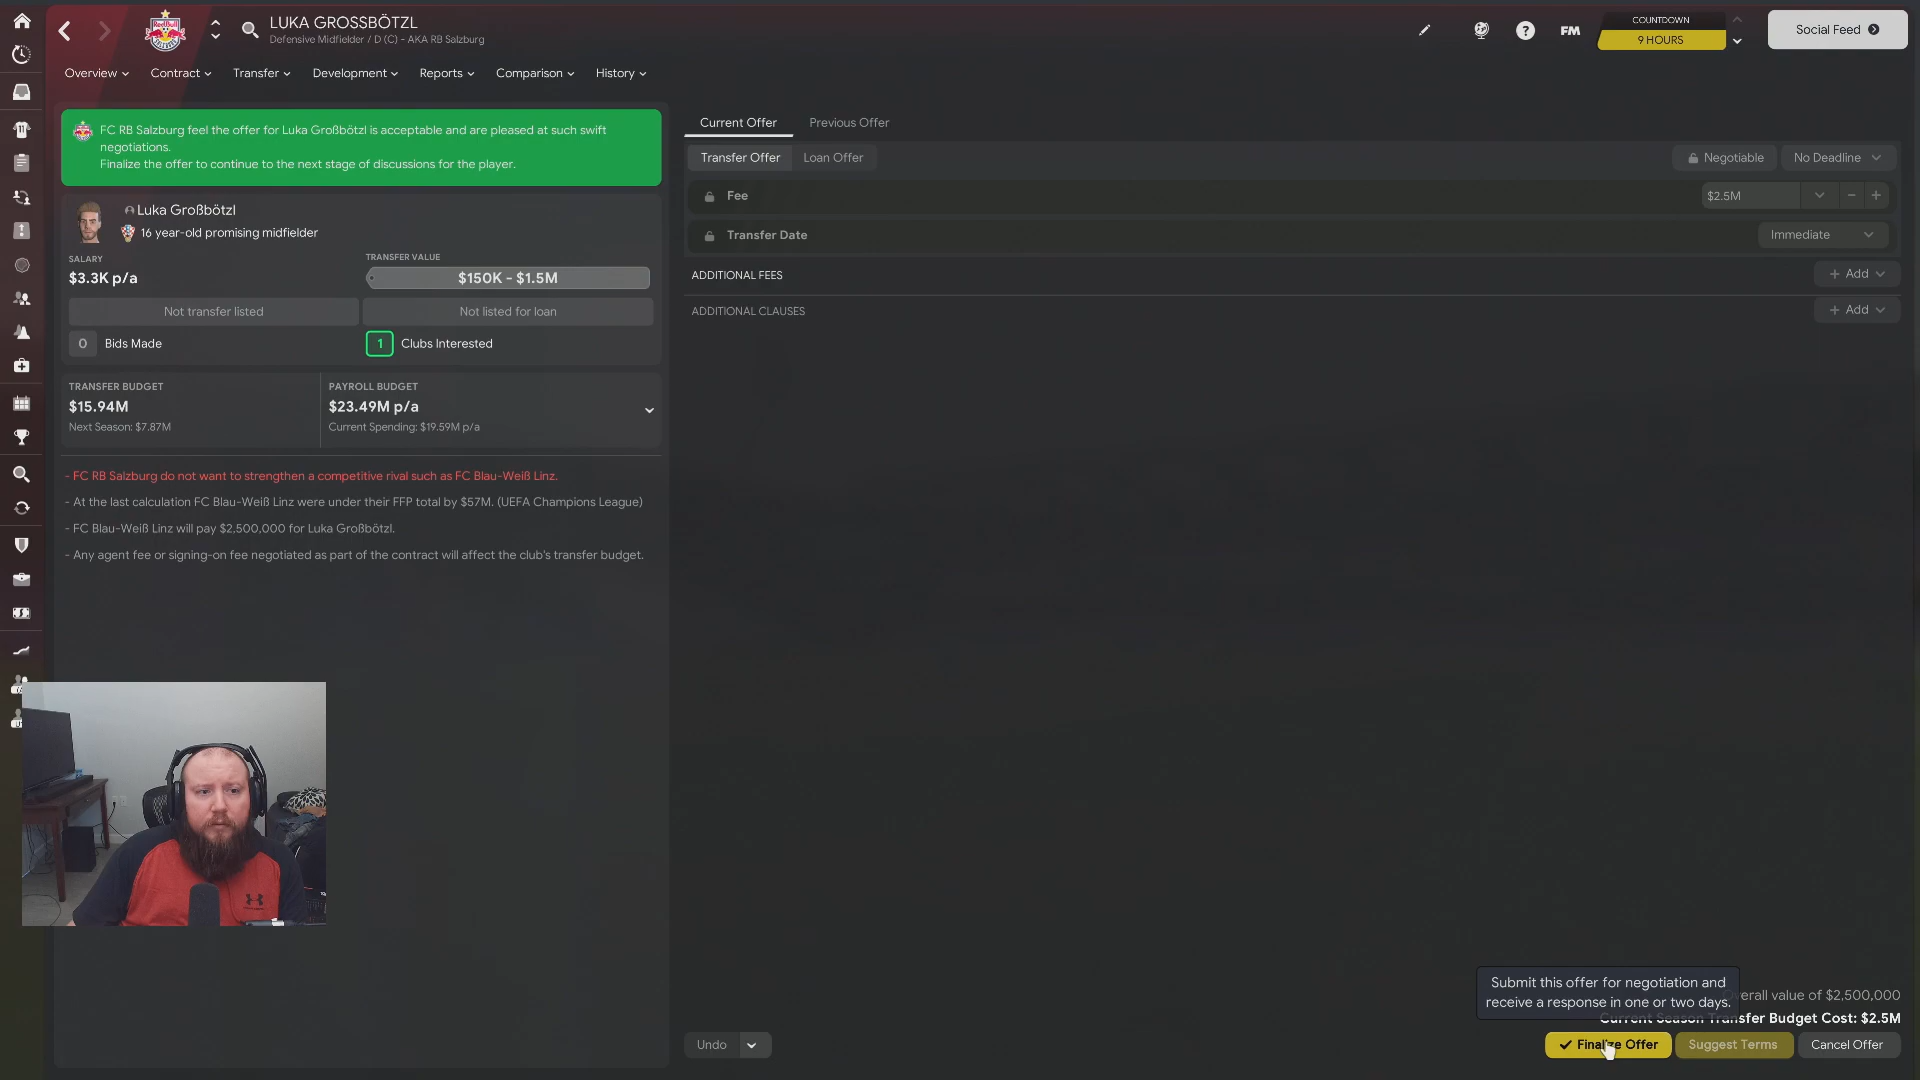 LUKA GROSSBÖTZL
Defensive Midfielder / D (C) - AKA RB Salzburg
FM
COUNTDOWN
9 HOURS
Social Feed
Overview
Contract
Transfer
Development
Reports
Comparison
History
FC RB Salzburg feel the offer for Luka Großbötzl is acceptable and are pleased at such swift
negotiations.
Finalize the offer to continue to the next stage of discussions for the player.
Luka Großbötzl
16 year-old promising midfielder
SALARY
$3.3K p/a
TRANSFER VALUE
$150K - $1.5M
Not transfer listed
Not listed for loan
0 Bids Made
1 Clubs Interested
TRANSFER BUDGET
$15.94M
Next Season: $7.87M
PAYROLL BUDGET
$23.49M p/a
Current Spending: $19.59M p/a
- FC RB Salzburg do not want to strengthen a competitive rival such as FC Blau-Weiß Linz.
- At the last calculation FC Blau-Weiß Linz were under their FFP total by $57M. (UEFA Champions League)
- FC Blau-Weiß Linz will pay $2,500,000 for Luka Großbötzl.
- Any agent fee or signing-on fee negotiated as part of the contract will affect the club's transfer budget.
Current Offer
Previous Offer
Transfer Offer
Loan Offer
Negotiable
No Deadline
Fee
$2.5M
Transfer Date
Immediate
ADDITIONAL FEES
+ Add
ADDITIONAL CLAUSES
+ Add
Submit this offer for negotiation and
receive a response in one or two days.
verall value of $2,500,000
Current Season Transfer Budget Cost: $2.5M
Undo
Finalize Offer
Suggest Terms
Cancel Offer